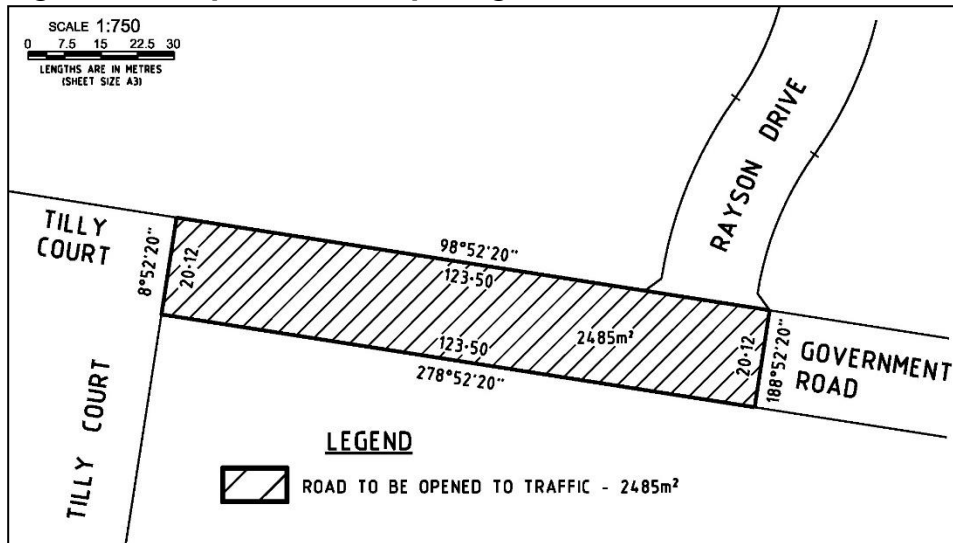 SCALE 1:750
0 7.5 15 22.5 30
LENGTHS ARE IN METRES
(SHEET SIZE A3)
RAYSON DRIVE
TILLY
COURT
8°52'20"
20·12
98°52'20"
123·50
2485m²
123·50
278°52'20"
20·12
188°52'20"
GOVERNMENT
ROAD
TILLY COURT
LEGEND
ROAD TO BE OPENED TO TRAFFIC - 2485m²